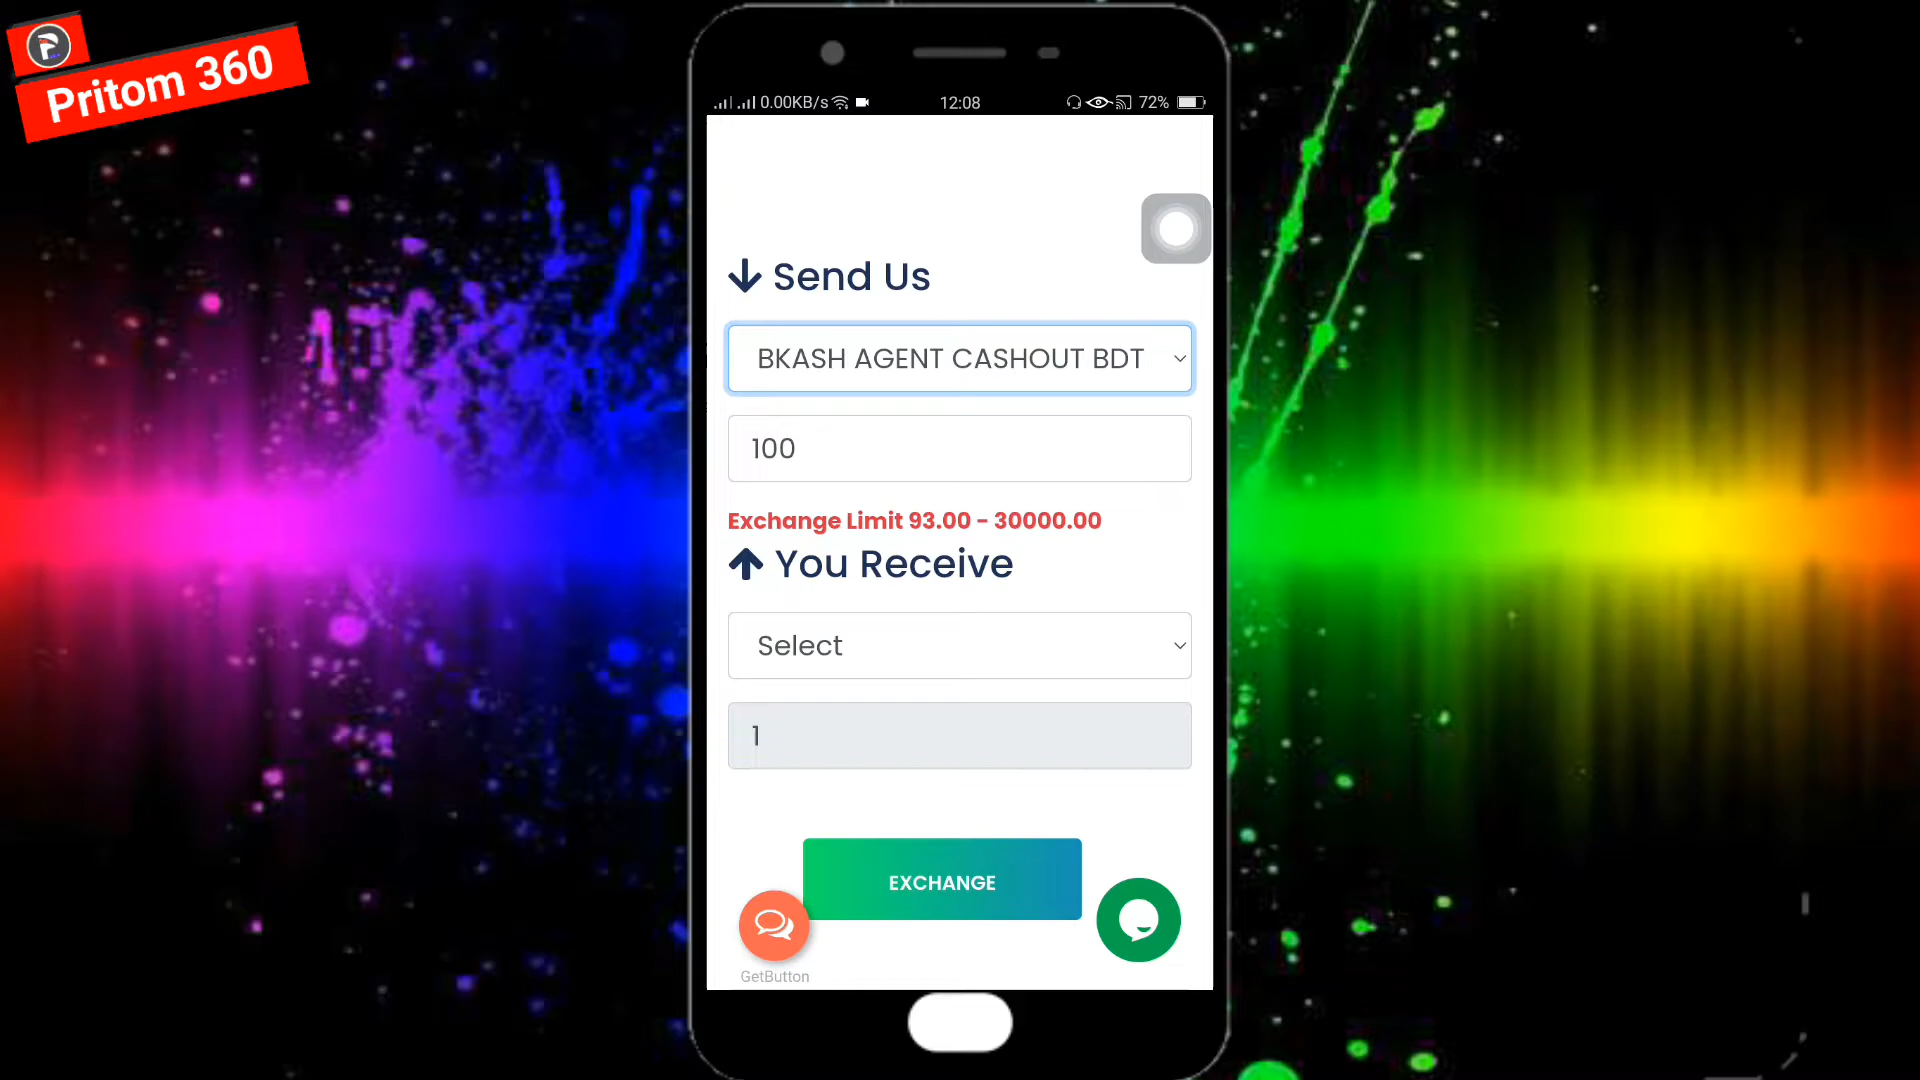 Pritom 360
0.00KB/s 12:08 72%
Send Us
BKASH AGENT CASHOUT BDT
100
Exchange Limit 93.00 - 30000.00
You Receive
Select
1
EXCHANGE
GetButton